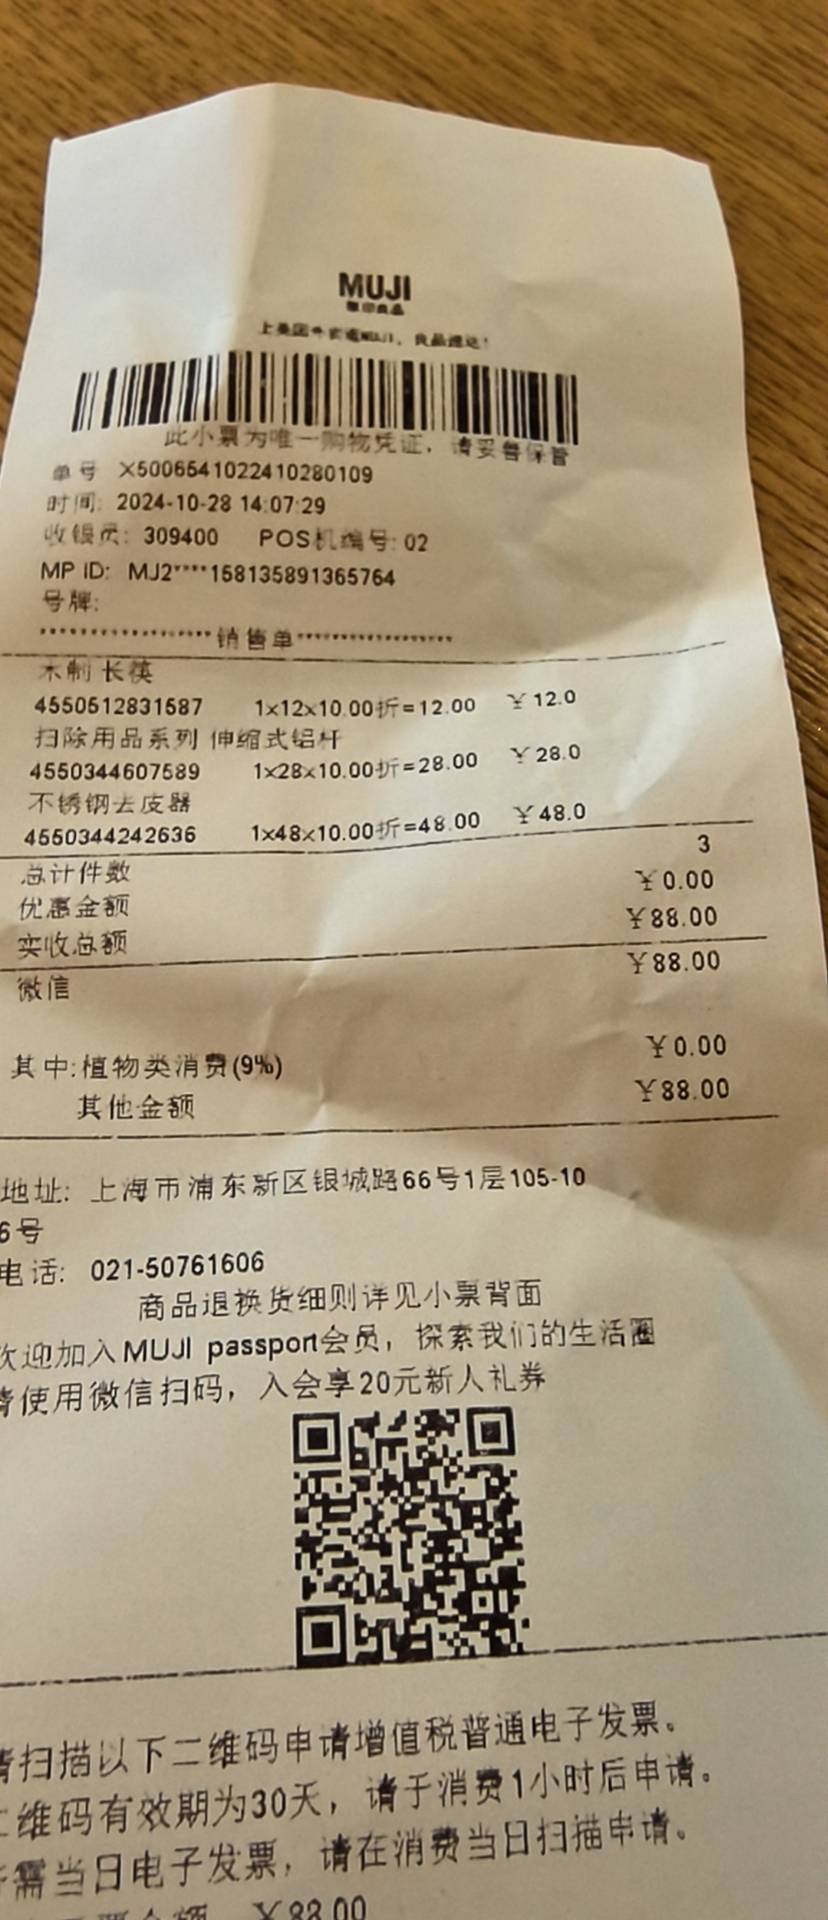 MUJI
無印良品
此小票为唯一购物凭证，请妥善保管
单号 X5006541022410280109
时间: 2024-10-28 14:07:29
收银员: 309400 POS机编号: 02
MP ID: MJ2****158135891365764
号牌:
******************销售单*****************
木制 长筷
4550512831587 1x12x10.00折=12.00 ￥12.0
扫除用品系列 伸缩式铝杆
4550344607589 1x28x10.00折=28.00 ￥28.0
不锈钢去皮器
4550344242636 1x48x10.00折=48.00 ￥48.0
总计件数 3
优惠金额 ￥0.00
实收总额 ￥88.00
微信 ￥88.00
其中:植物类消费(9%) ￥0.00
其他金额 ￥88.00
地址: 上海市浦东新区银城路66号1层105-10
6号
电话: 021-50761606
商品退换货细则详见小票背面
欢迎加入MUJI passport会员，探索我们的生活圈
请使用微信扫码，入会享20元新人礼券
请扫描以下二维码申请增值税普通电子发票。
二维码有效期为30天，请于消费1小时后申请。
需当日电子发票，请在消费当日扫描申请。
￥88.00